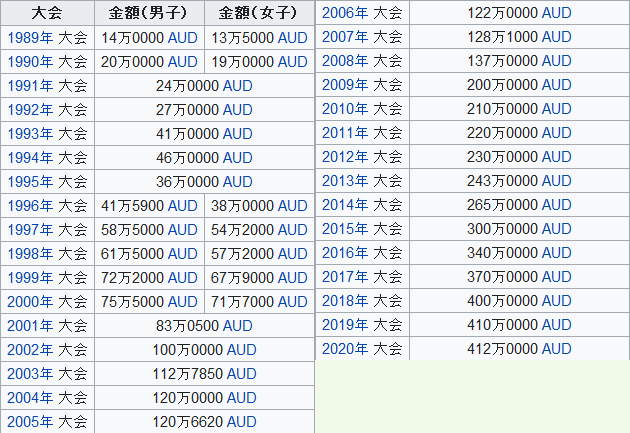 大会 金額(男子) 金額(女子)
1989年 大会 14万0000 AUD 13万5000 AUD
1990年 大会 20万0000 AUD 19万0000 AUD
1991年 大会 24万0000 AUD
1992年 大会 27万0000 AUD
1993年 大会 41万0000 AUD
1994年 大会 46万0000 AUD
1995年 大会 36万0000 AUD
1996年 大会 41万5900 AUD 38万0000 AUD
1997年 大会 58万5000 AUD 54万2000 AUD
1998年 大会 61万5000 AUD 57万2000 AUD
1999年 大会 72万2000 AUD 67万9000 AUD
2000年 大会 75万5000 AUD 71万7000 AUD
2001年 大会 83万0500 AUD
2002年 大会 100万0000 AUD
2003年 大会 112万7850 AUD
2004年 大会 120万0000 AUD
2005年 大会 120万6620 AUD
2006年 大会 122万0000 AUD
2007年 大会 128万1000 AUD
2008年 大会 137万0000 AUD
2009年 大会 200万0000 AUD
2010年 大会 210万0000 AUD
2011年 大会 220万0000 AUD
2012年 大会 230万0000 AUD
2013年 大会 243万0000 AUD
2014年 大会 265万0000 AUD
2015年 大会 300万0000 AUD
2016年 大会 340万0000 AUD
2017年 大会 370万0000 AUD
2018年 大会 400万0000 AUD
2019年 大会 410万0000 AUD
2020年 大会 412万0000 AUD